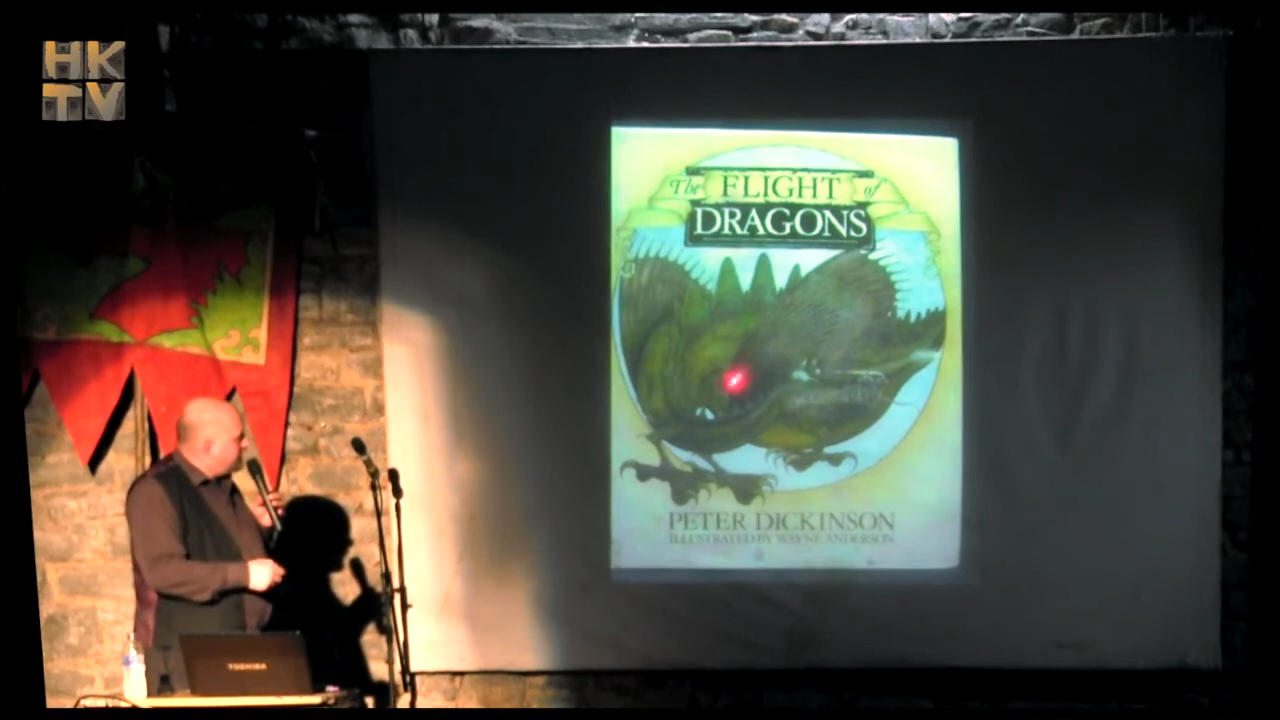 HK
TV
The FLIGHT of
DRAGONS
PETER DICKINSON
ILLUSTRATED BY WAYNE ANDERSON
TOSHIBA